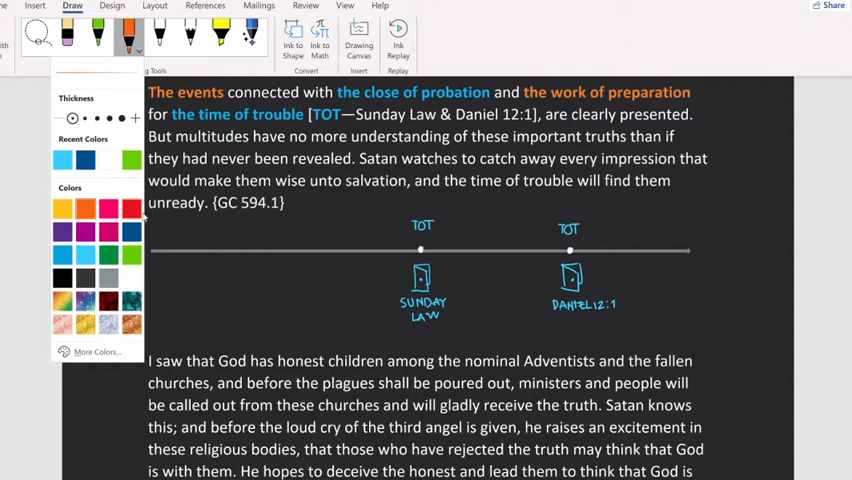 Draw Design Layout References Mailings Review View Help Share
Ink to Shape
Ink to Math
Drawing Canvas
Ink Replay
Convert Insert Replay
ng Tools
Thickness
Recent Colors
Colors
More Colors...
The events connected with the close of probation and the work of preparation
for the time of trouble [TOT—Sunday Law & Daniel 12:1], are clearly presented.
But multitudes have no more understanding of these important truths than if
they had never been revealed. Satan watches to catch away every impression that
would make them wise unto salvation, and the time of trouble will find them
unready. {GC 594.1}
TOT TOT
SUNDAY LAW
DANIEL 12:1
I saw that God has honest children among the nominal Adventists and the fallen
churches, and before the plagues shall be poured out, ministers and people will
be called out from these churches and will gladly receive the truth. Satan knows
this; and before the loud cry of the third angel is given, he raises an excitement in
these religious bodies, that those who have rejected the truth may think that God
is with them. He hopes to deceive the honest and lead them to think that God is